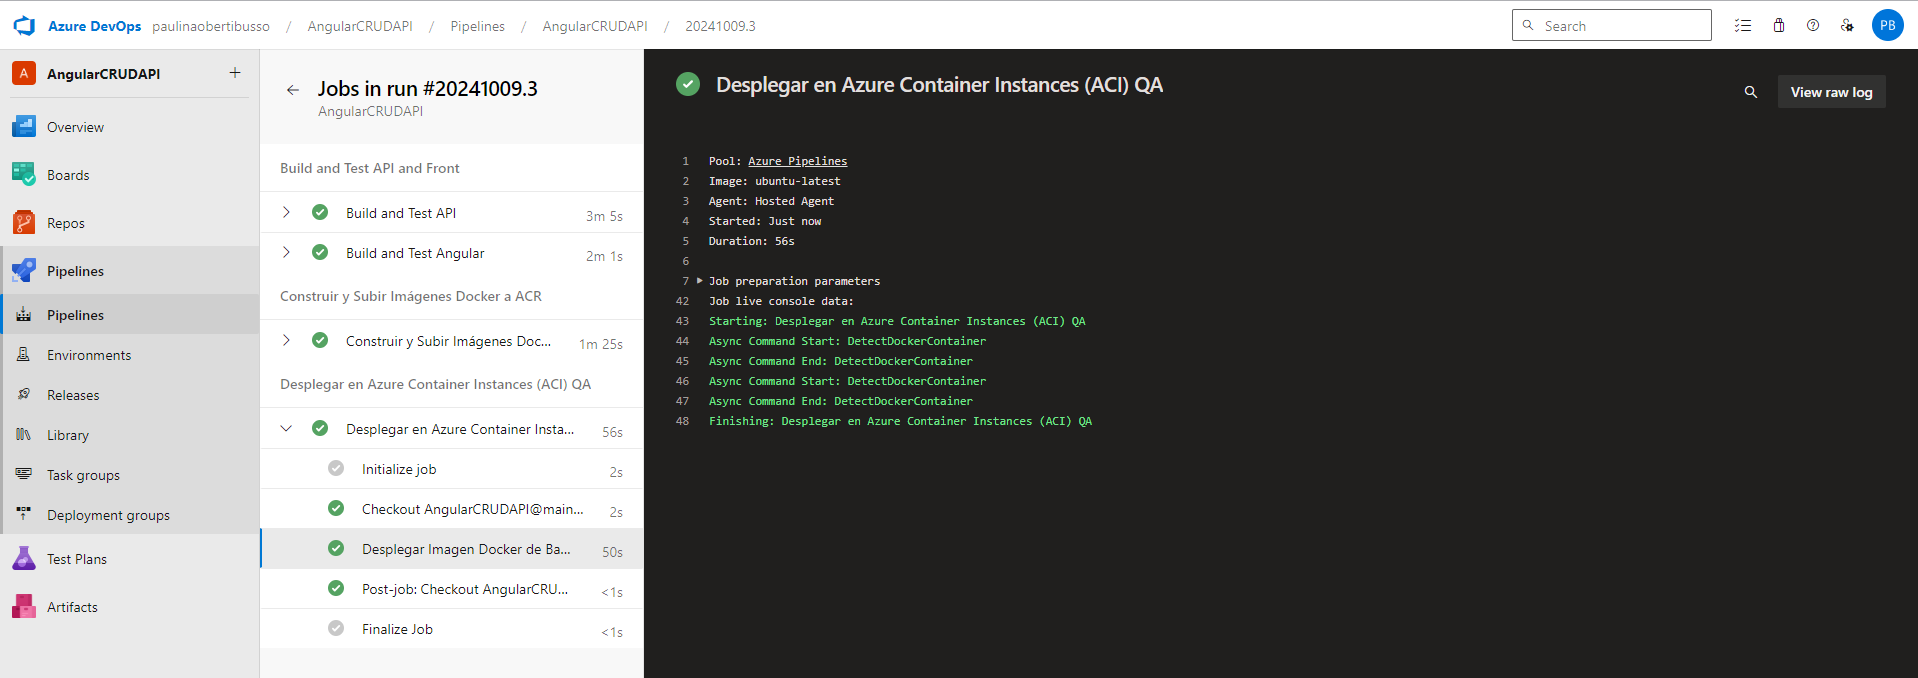 Azure DevOps paulinaobertibusso / AngularCRUDAPI / Pipelines / AngularCRUDAPI / 20241009.3
Search
PB
A AngularCRUDAPI +
Overview
Boards
Repos
Pipelines
Pipelines
Environments
Releases
Library
Task groups
Deployment groups
Test Plans
Artifacts
Jobs in run #20241009.3
AngularCRUDAPI
Build and Test API and Front
Build and Test API 3m 5s
Build and Test Angular 2m 1s
Construir y Subir Imágenes Docker a ACR
Construir y Subir Imágenes Doc... 1m 25s
Desplegar en Azure Container Instances (ACI) QA
Desplegar en Azure Container Insta... 56s
Initialize job 2s
Checkout AngularCRUDAPI@main... 2s
Desplegar Imagen Docker de Ba... 50s
Post-job: Checkout AngularCRU... <1s
Finalize Job <1s
Desplegar en Azure Container Instances (ACI) QA
View raw log
1 Pool: Azure Pipelines
2 Image: ubuntu-latest
3 Agent: Hosted Agent
4 Started: Just now
5 Duration: 56s
6
7 Job preparation parameters
42 Job live console data:
43 Starting: Desplegar en Azure Container Instances (ACI) QA
44 Async Command Start: DetectDockerContainer
45 Async Command End: DetectDockerContainer
46 Async Command Start: DetectDockerContainer
47 Async Command End: DetectDockerContainer
48 Finishing: Desplegar en Azure Container Instances (ACI) QA